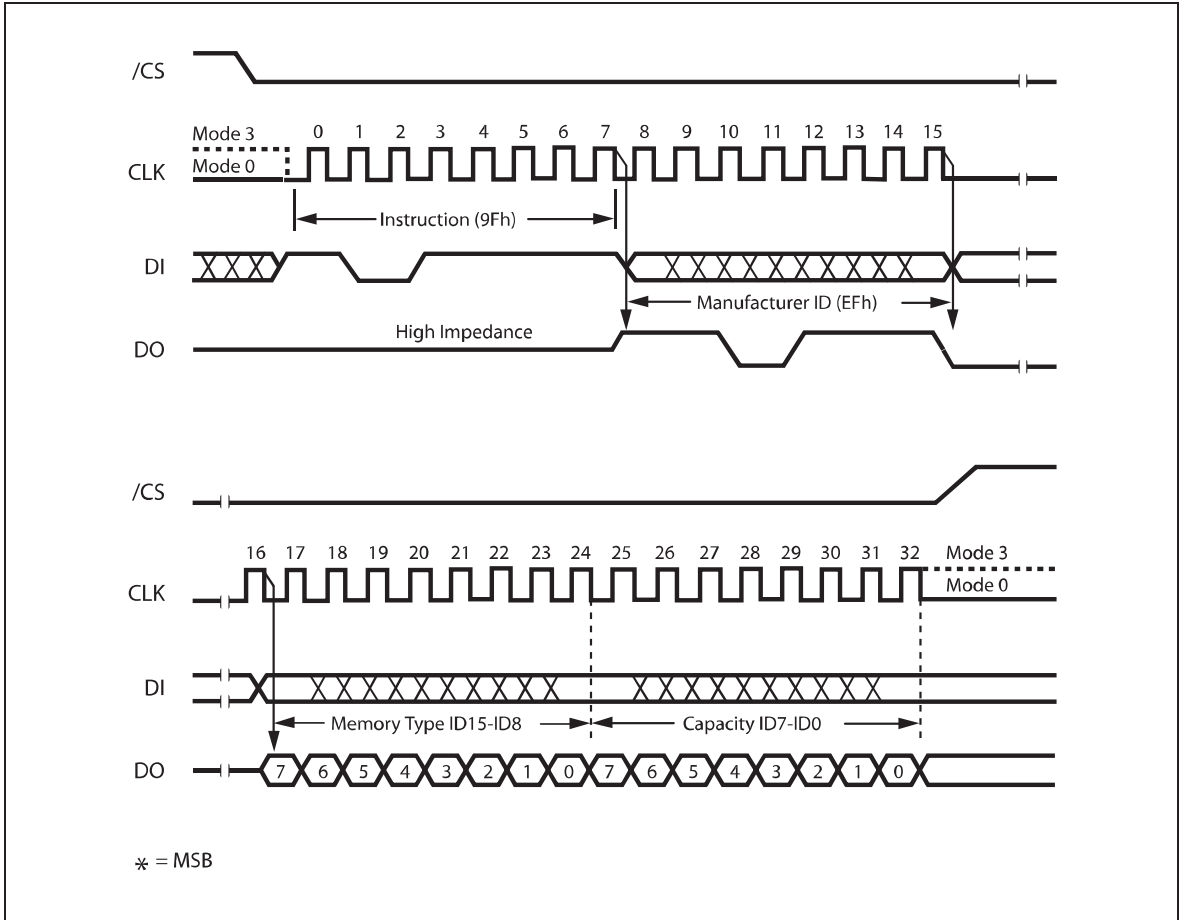 /CS
Mode 3
0 1 2 3 4 5 6 7 8 9 10 11 12 13 14 15
Mode 0
CLK
Instruction (9Fh)
DI
Manufacturer ID (EFh)
High Impedance
DO
/CS
16 17 18 19 20 21 22 23 24 25 26 27 28 29 30 31 32 Mode 3
CLK
Mode 0
DI
Memory Type ID15-ID8 Capacity ID7-ID0
DO 7 6 5 4 3 2 1 0 7 6 5 4 3 2 1 0
* = MSB